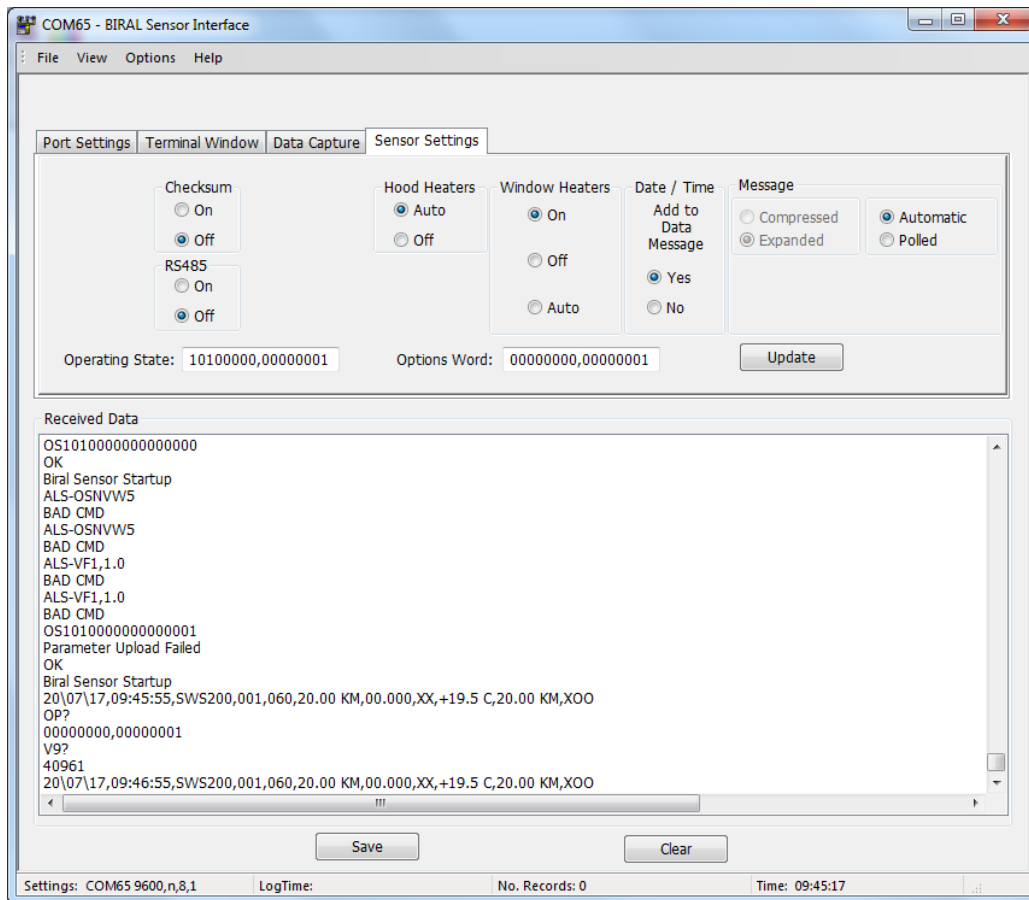 COM65 - BIRAL Sensor Interface
File View Options Help
Port Settings Terminal Window Data Capture Sensor Settings
Checksum
On
Off
RS485
On
Off
Hood Heaters
Auto
Off
Window Heaters
On
Off
Auto
Date / Time
Add to
Data
Message
Yes
No
Message
Compressed
Expanded
Automatic
Polled
Operating State: 10100000,00000001 Options Word: 00000000,00000001 Update
Received Data
OS1010000000000000
OK
Biral Sensor Startup
ALS-OSNVW5
BAD CMD
ALS-OSNVW5
BAD CMD
ALS-VF1,1.0
BAD CMD
ALS-VF1,1.0
BAD CMD
OS1010000000000001
Parameter Upload Failed
OK
Biral Sensor Startup
20\07\17,09:45:55,SWS200,001,060,20.00 KM,00.000,XX,+19.5 C,20.00 KM,XOO
OP?
00000000,00000001
V9?
40961
20\07\17,09:46:55,SWS200,001,060,20.00 KM,00.000,XX,+19.5 C,20.00 KM,XOO
Save Clear
Settings: COM65 9600,n,8,1 LogTime: No. Records: 0 Time: 09:45:17